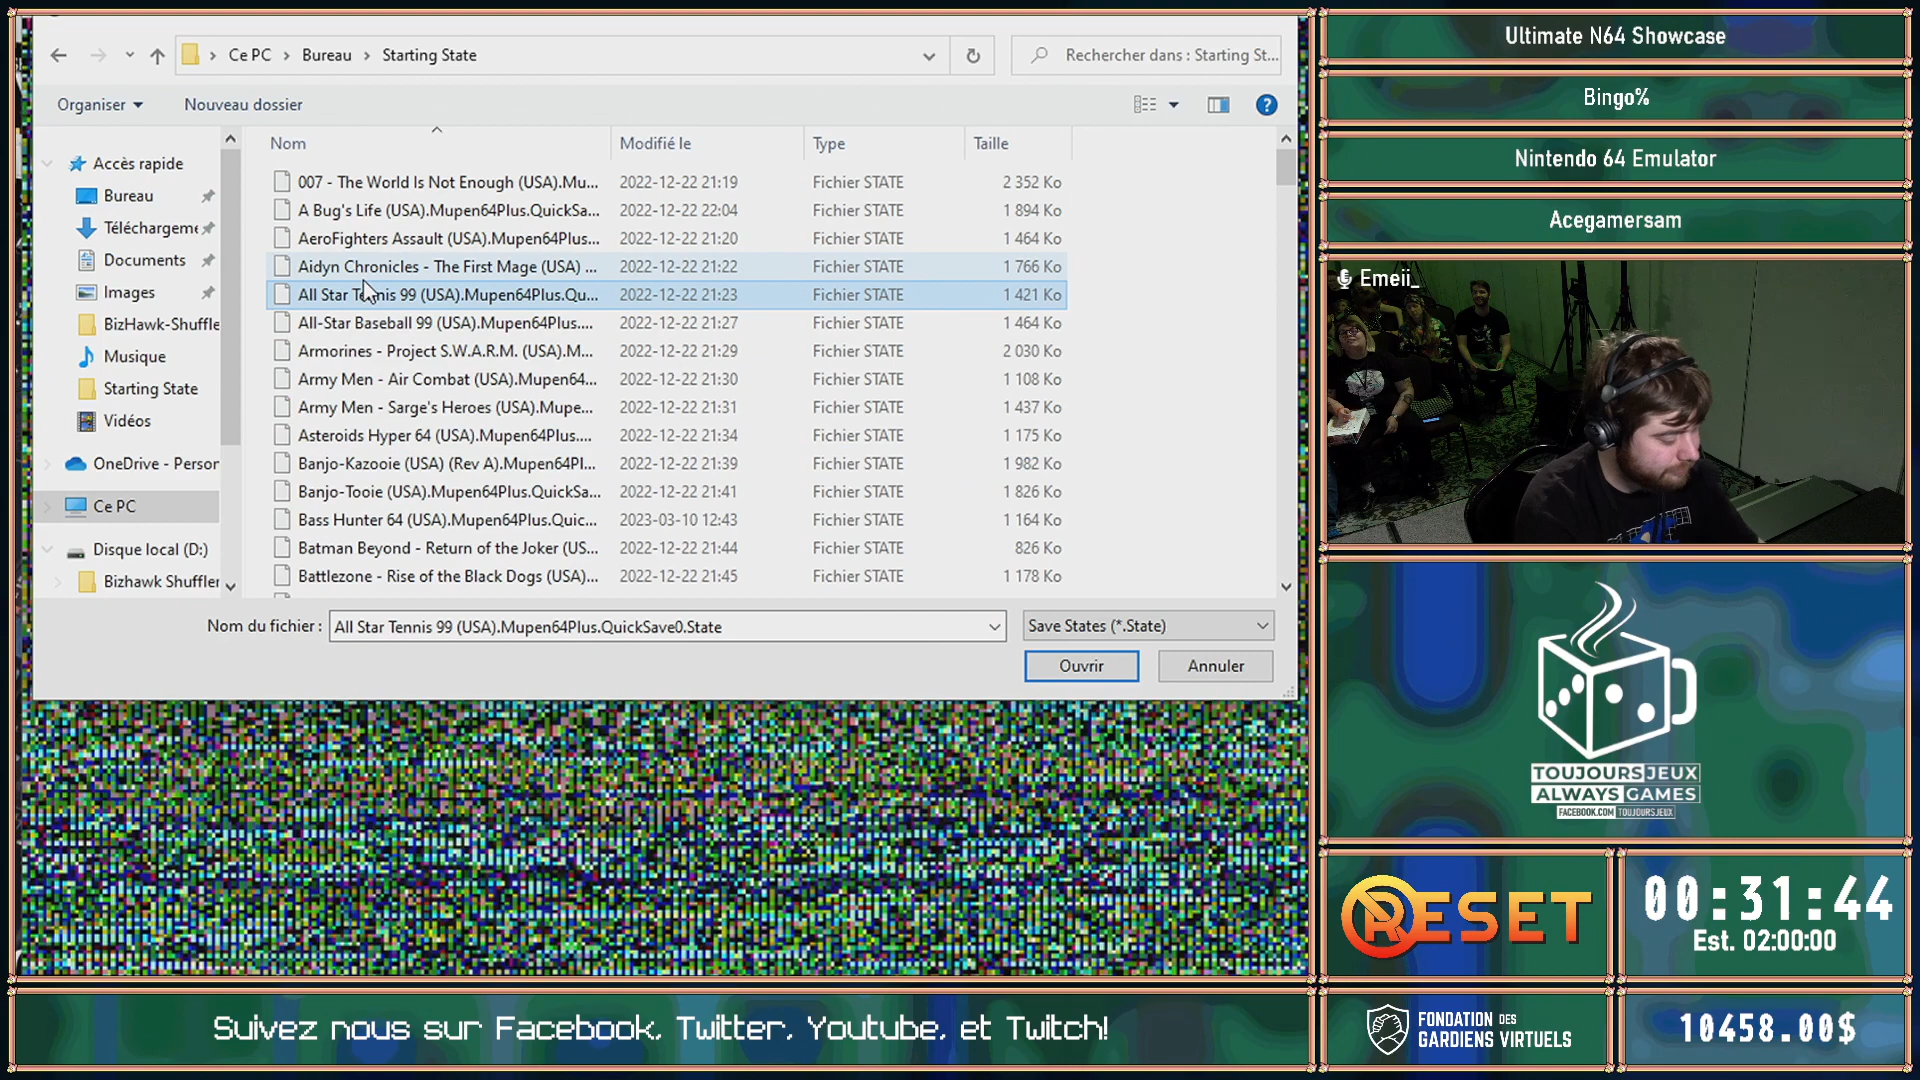 Ce PC > Bureau > Starting State
Rechercher dans : Starting St...
Organiser
Nouveau dossier
?
Nom Modifié le Type Taille
Accès rapide
Bureau
Téléchargeme
Documents
Images
BizHawk-Shuffle
Musique
Starting State
Vidéos
OneDrive - Person
Ce PC
Disque local (D:)
Bizhawk Shuffler
007 - The World Is Not Enough (USA).Mu... 2022-12-22 21:19 Fichier STATE 2 352 Ko
A Bug's Life (USA).Mupen64Plus.QuickSa... 2022-12-22 22:04 Fichier STATE 1 894 Ko
AeroFighters Assault (USA).Mupen64Plus... 2022-12-22 21:20 Fichier STATE 1 464 Ko
Aidyn Chronicles - The First Mage (USA) ... 2022-12-22 21:22 Fichier STATE 1 766 Ko
All Star Tennis 99 (USA).Mupen64Plus.Qu... 2022-12-22 21:23 Fichier STATE 1 421 Ko
All-Star Baseball 99 (USA).Mupen64Plus.... 2022-12-22 21:27 Fichier STATE 1 464 Ko
Armorines - Project S.W.A.R.M. (USA).M... 2022-12-22 21:29 Fichier STATE 2 030 Ko
Army Men - Air Combat (USA).Mupen64... 2022-12-22 21:30 Fichier STATE 1 108 Ko
Army Men - Sarge's Heroes (USA).Mupe... 2022-12-22 21:31 Fichier STATE 1 437 Ko
Asteroids Hyper 64 (USA).Mupen64Plus.... 2022-12-22 21:34 Fichier STATE 1 175 Ko
Banjo-Kazooie (USA) (Rev A).Mupen64Pl... 2022-12-22 21:39 Fichier STATE 1 982 Ko
Banjo-Tooie (USA).Mupen64Plus.QuickSa... 2022-12-22 21:41 Fichier STATE 1 826 Ko
Bass Hunter 64 (USA).Mupen64Plus.Quic... 2023-03-10 12:43 Fichier STATE 1 164 Ko
Batman Beyond - Return of the Joker (US... 2022-12-22 21:44 Fichier STATE 826 Ko
Battlezone - Rise of the Black Dogs (USA)... 2022-12-22 21:45 Fichier STATE 1 178 Ko
Nom du fichier : All Star Tennis 99 (USA).Mupen64Plus.QuickSave0.State
Save States (*.State)
Ouvrir
Annuler
Ultimate N64 Showcase
Bingo%
Nintendo 64 Emulator
Acegamersam
Emeii_
TOUJOURS JEUX
ALWAYS GAMES
FACEBOOK.COM TOUJOURSJEUX
RESET
00:31:44
Est. 02:00:00
Suivez nous sur Facebook, Twitter, Youtube, et Twitch!
FONDATION DES
GARDIENS VIRTUELS
10458.00$